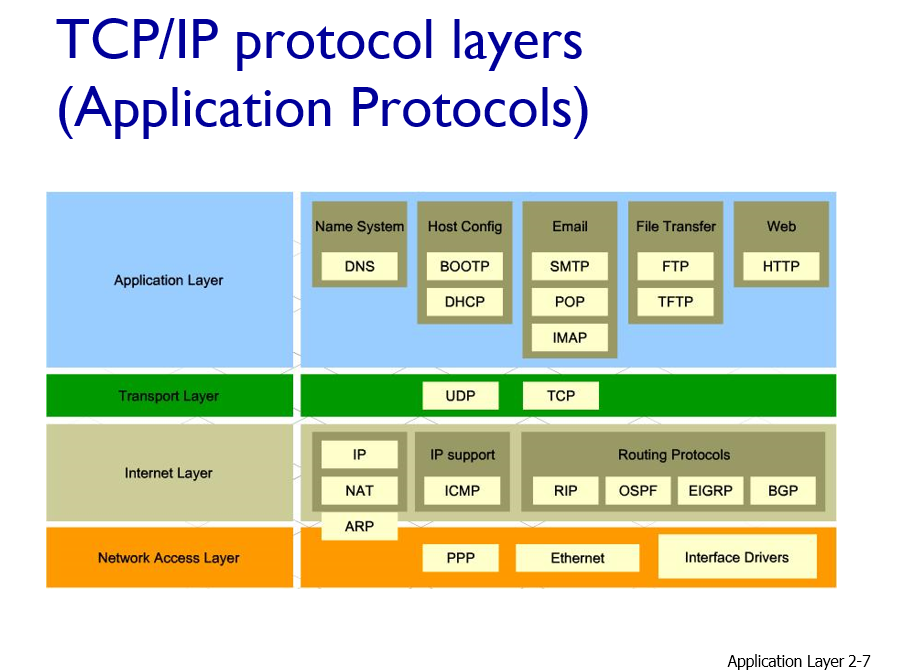 TCP/IP protocol layers
(Application Protocols)
Application Layer
Name System
DNS
Host Config
BOOTP
DHCP
Email
SMTP
POP
IMAP
File Transfer
FTP
TFTP
Web
HTTP
Transport Layer
UDP
TCP
Internet Layer
IP
NAT
ARP
IP support
ICMP
Routing Protocols
RIP
OSPF
EIGRP
BGP
Network Access Layer
PPP
Ethernet
Interface Drivers
Application Layer 2-7